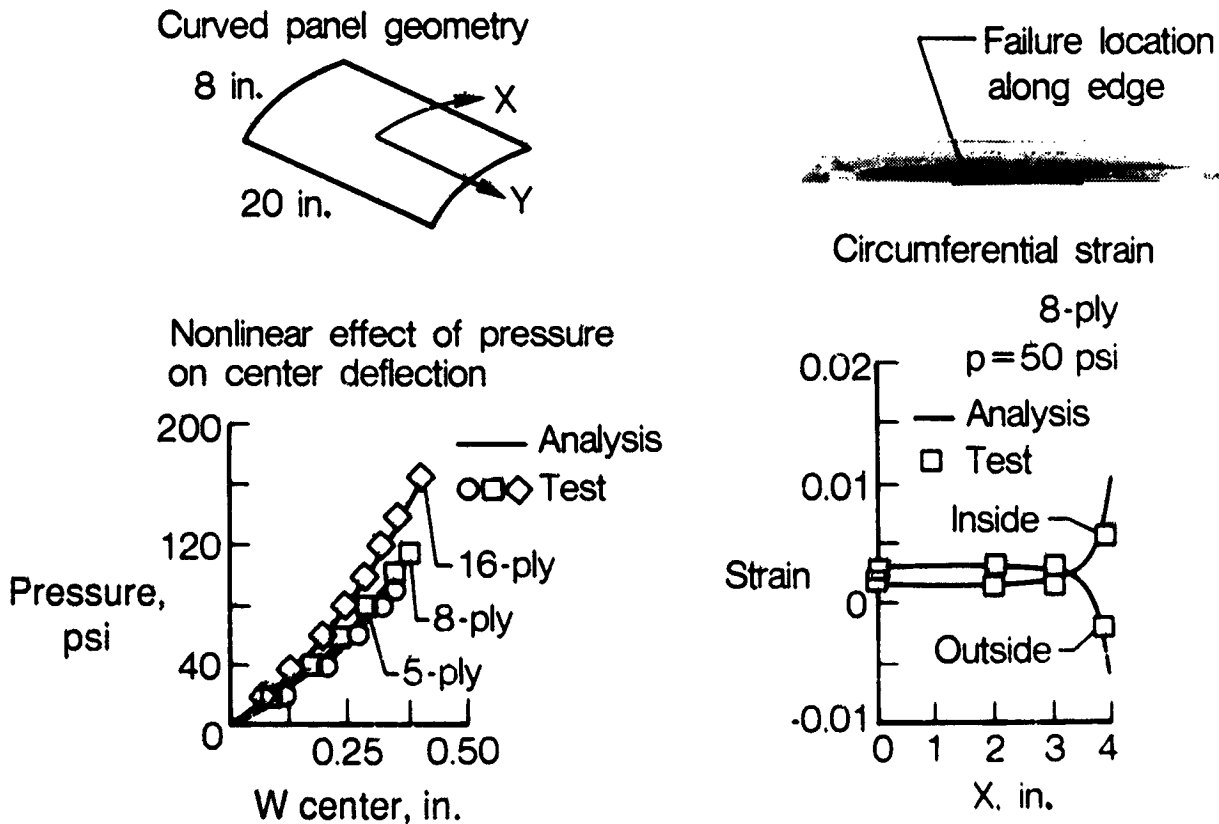 Curved panel geometry
8 in.
X
Y
20 in.
Failure location
along edge
Nonlinear effect of pressure
on center deflection
200
120
40
0
Pressure,
psi
Analysis
Test
16-ply
8-ply
5-ply
0.25
0.50
W center, in.
Circumferential strain
8-ply
p=50 psi
0.02
0.01
0
-0.01
Strain
Analysis
Test
Inside
Outside
0
1
2
3
4
X, in.